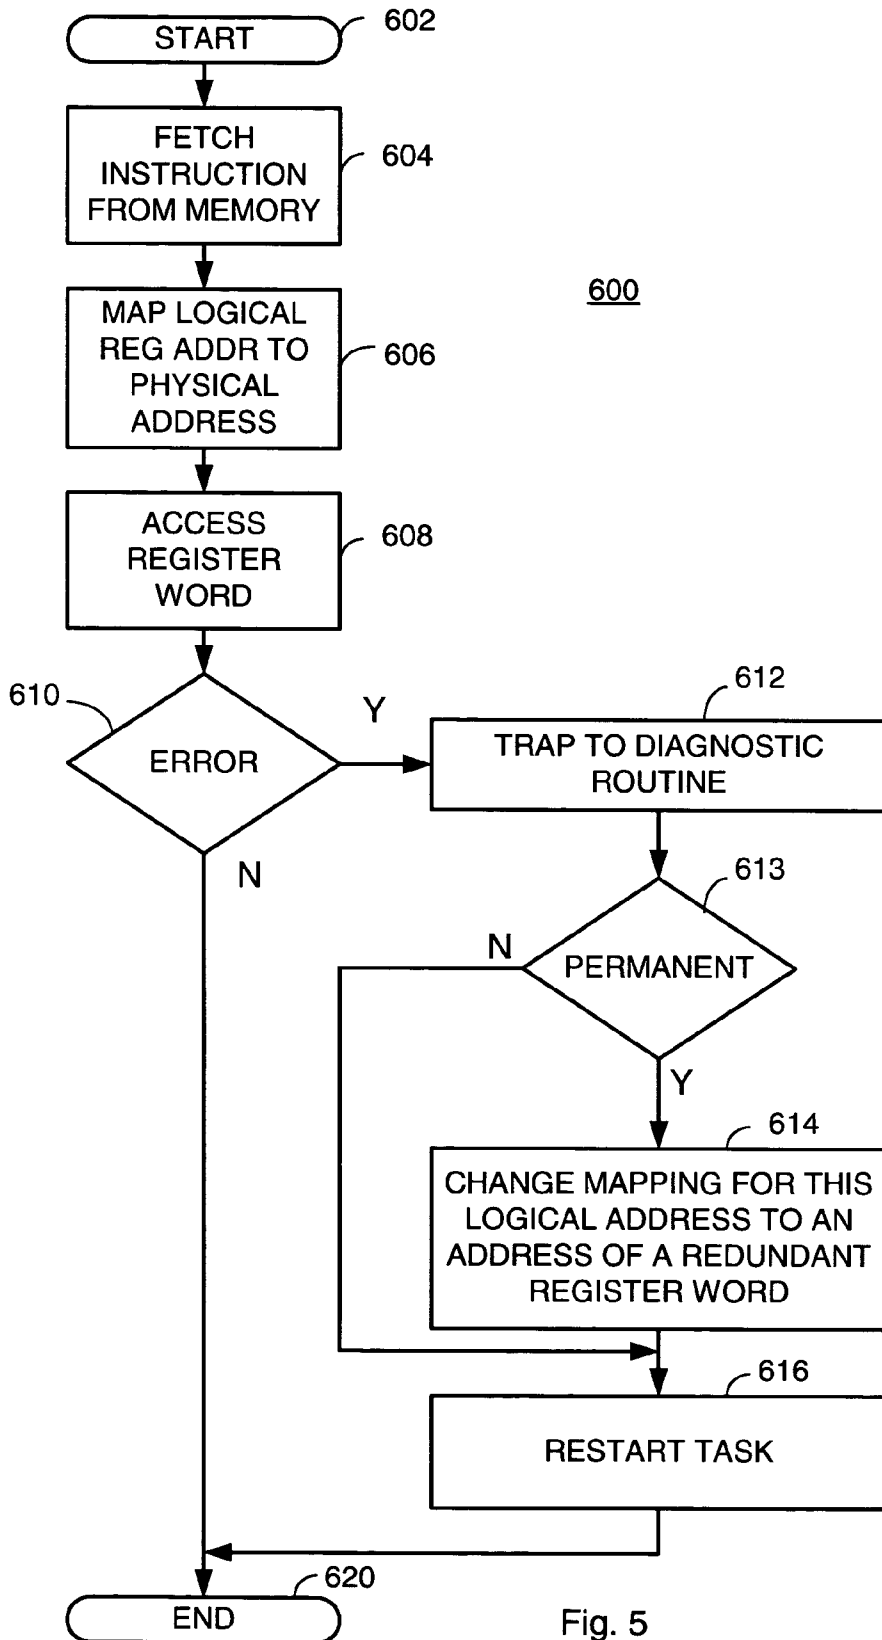 START
602
FETCH
INSTRUCTION
FROM MEMORY
604
600
MAP LOGICAL
REG ADDR TO
PHYSICAL
ADDRESS
606
ACCESS
REGISTER
WORD
608
610
ERROR
Y
N
612
TRAP TO DIAGNOSTIC
ROUTINE
613
PERMANENT
N
Y
614
CHANGE MAPPING FOR THIS
LOGICAL ADDRESS TO AN
ADDRESS OF A REDUNDANT
REGISTER WORD
616
RESTART TASK
620
END
Fig. 5